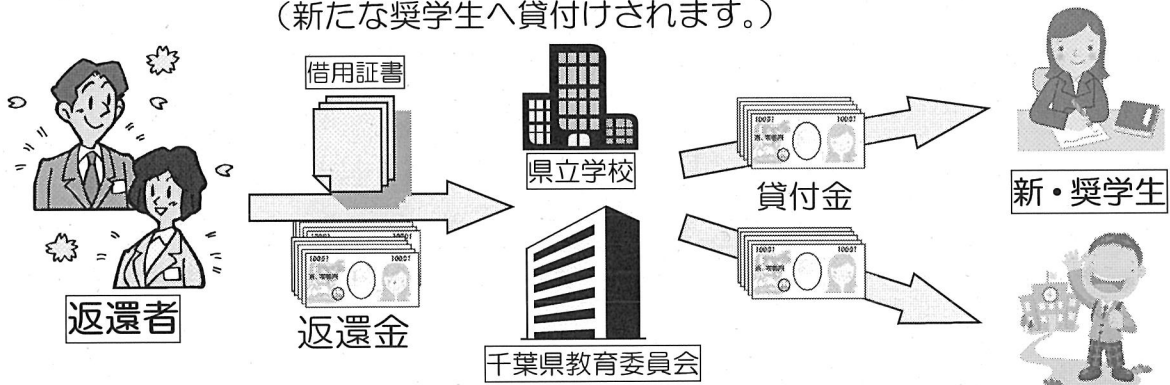 （新たな奨学生へ貸付けされます。）
借用証書
県立学校
貸付金
新・奨学生
返還者
返還金
千葉県教育委員会